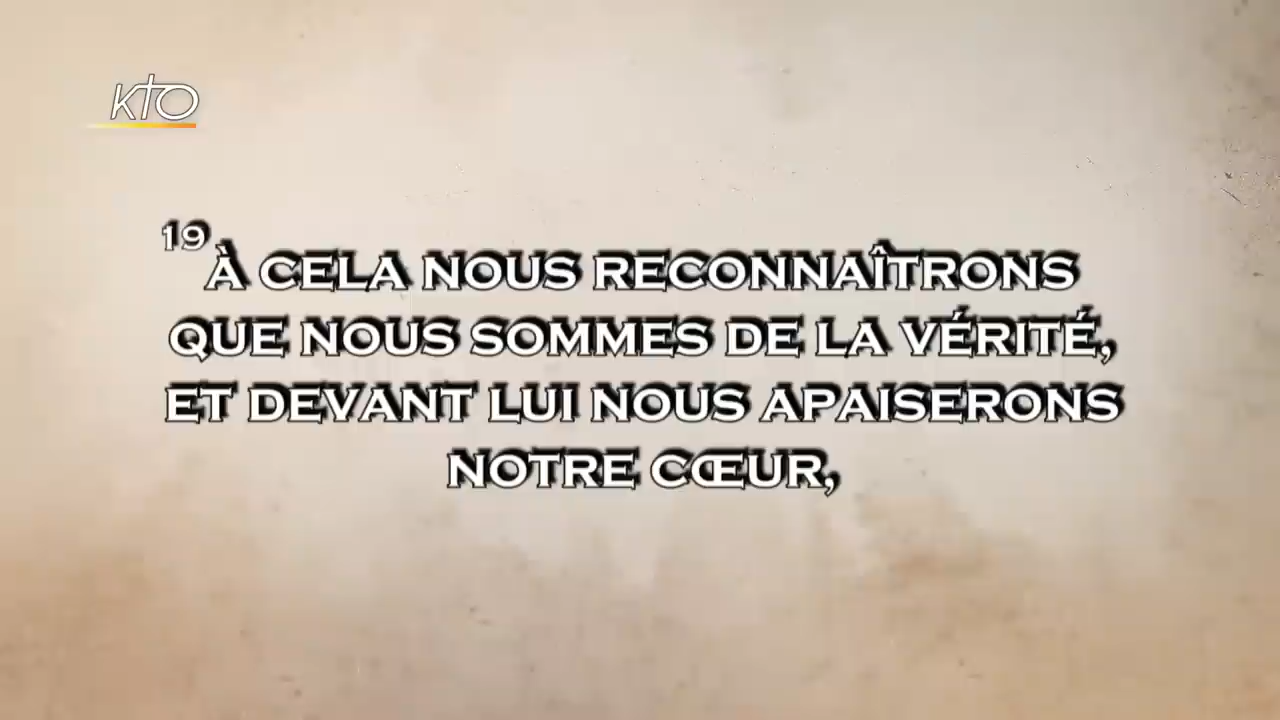 KTO
19 À CELA NOUS RECONNAÎTRONS
QUE NOUS SOMMES DE LA VÉRITÉ,
ET DEVANT LUI NOUS APAISERONS
NOTRE CŒUR,